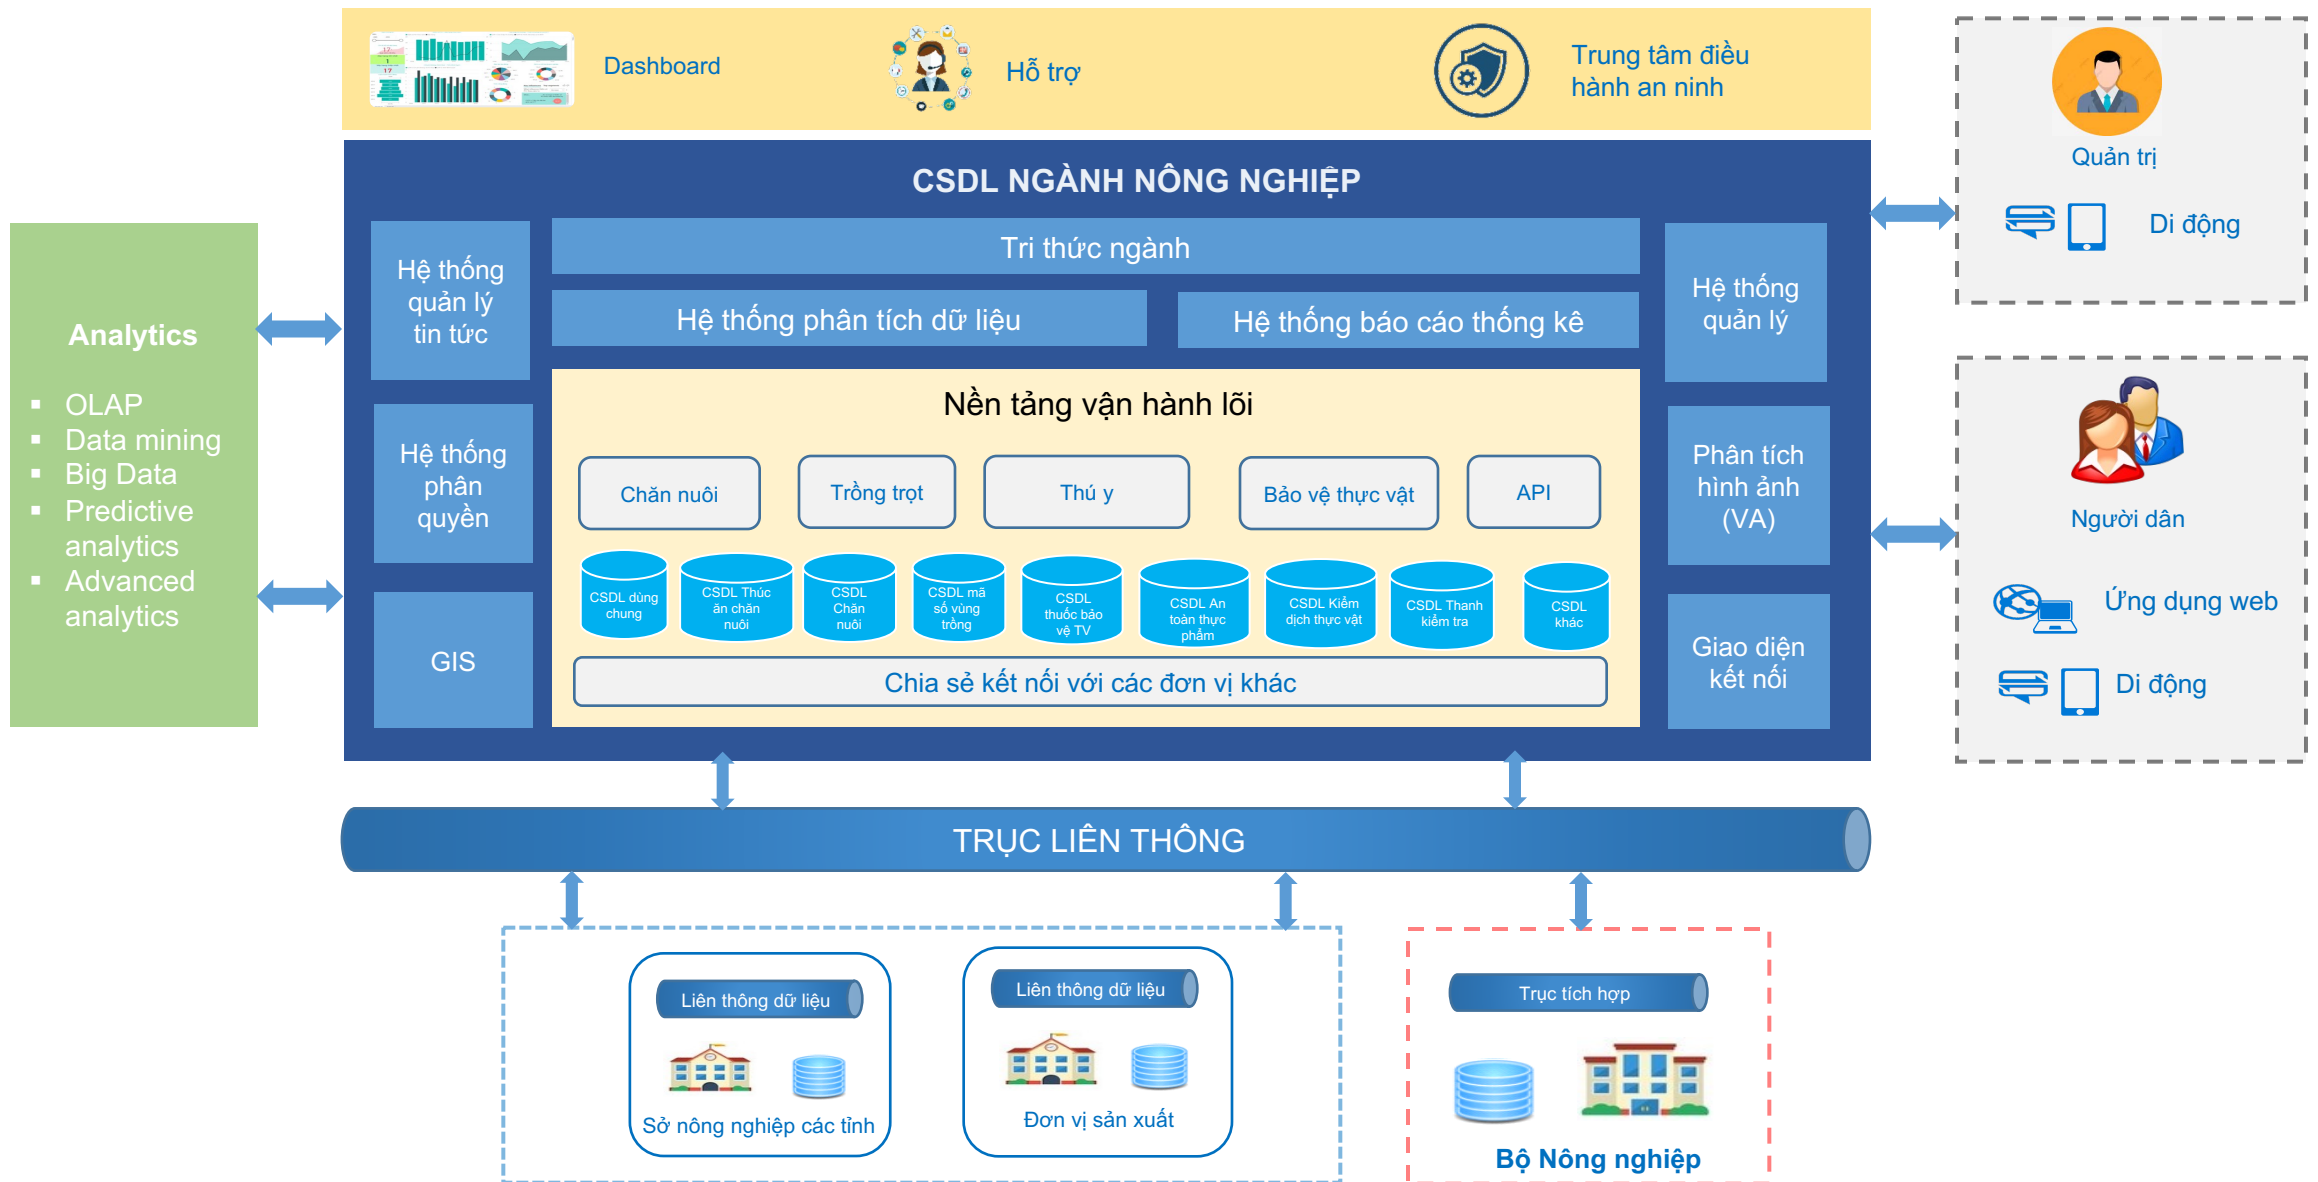 Dashboard
Hỗ trợ
Trung tâm điều
hành an ninh
Quản trị
Di động
CSDL NGÀNH NÔNG NGHIỆP
Analytics
▪ OLAP
▪ Data mining
▪ Big Data
▪ Predictive
analytics
▪ Advanced
analytics
Hệ thống
quản lý
tin tức
Hệ thống
phân
quyền
GIS
Tri thức ngành
Hệ thống phân tích dữ liệu
Hệ thống báo cáo thống kê
Nền tảng vận hành lõi
Chăn nuôi
Trồng trọt
Thú y
Bảo vệ thực vật
API
CSDL dùng
chung
CSDL Thúc
ăn chăn
nuôi
CSDL
Chăn
nuôi
CSDL mã
số vùng
trồng
CSDL
thuốc bảo
vệ TV
CSDL An
toàn thực
phẩm
CSDL Kiểm
dịch thực vật
CSDL Thanh
kiểm tra
CSDL
khác
Chia sẻ kết nối với các đơn vị khác
Hệ thống
quản lý
Phân tích
hình ảnh
(VA)
Giao diện
kết nối
Người dân
Ứng dụng web
Di động
TRỤC LIÊN THÔNG
Liên thông dữ liệu
Sở nông nghiệp các tỉnh
Liên thông dữ liệu
Đơn vị sản xuất
Trục tích hợp
Bộ Nông nghiệp